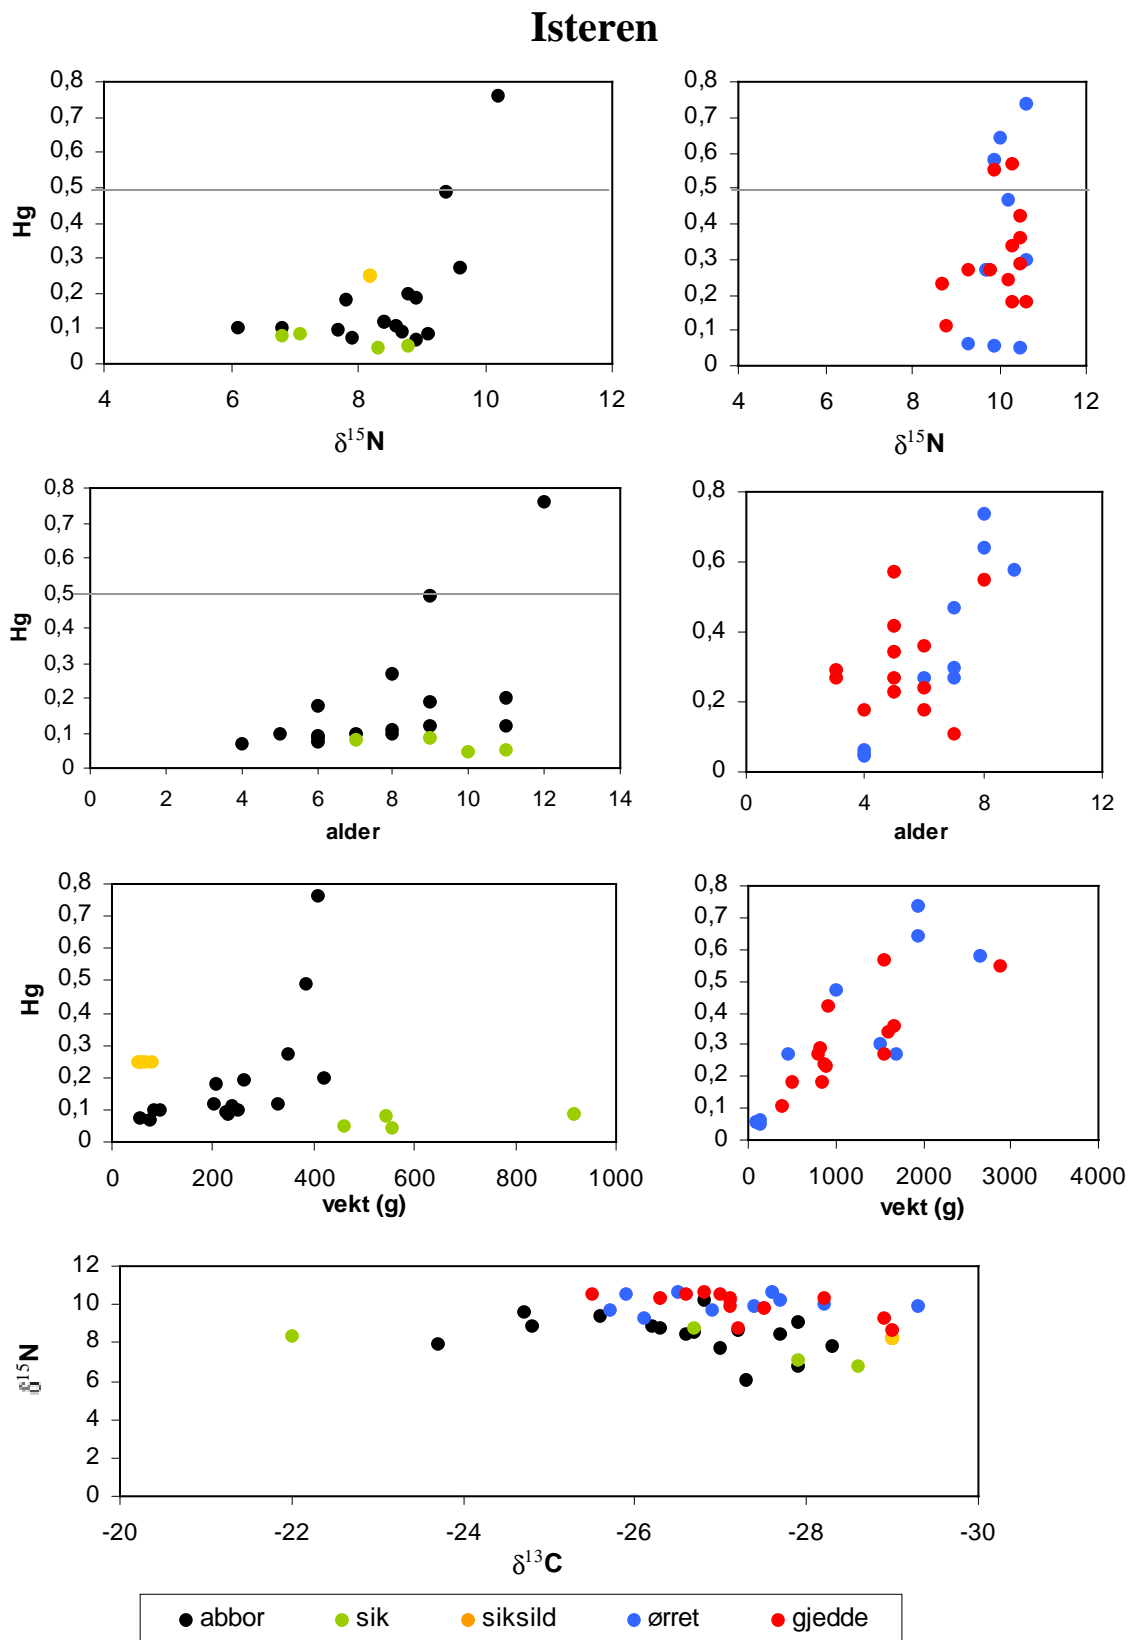 Isteren
0,8
0,7
0,6
0,5
0,4
0,3
0,2
0,1
0
Hg
4 6 8 10 12
δ15N
0,8
0,7
0,6
0,5
0,4
0,3
0,2
0,1
0
4 6 8 10 12
δ15N
0,8
0,7
0,6
0,5
0,4
0,3
0,2
0,1
0
Hg
0 2 4 6 8 10 12 14
alder
0,8
0,6
0,4
0,2
0
0 4 8 12
alder
0,8
0,7
0,6
0,5
0,4
0,3
0,2
0,1
0
Hg
0 200 400 600 800 1000
vekt (g)
0,8
0,7
0,6
0,5
0,4
0,3
0,2
0,1
0
0 1000 2000 3000 4000
vekt (g)
12
10
8
6
4
2
0
δ15N
-20 -22 -24 -26 -28 -30
δ13C
abbor sik siksild ørret gjedde